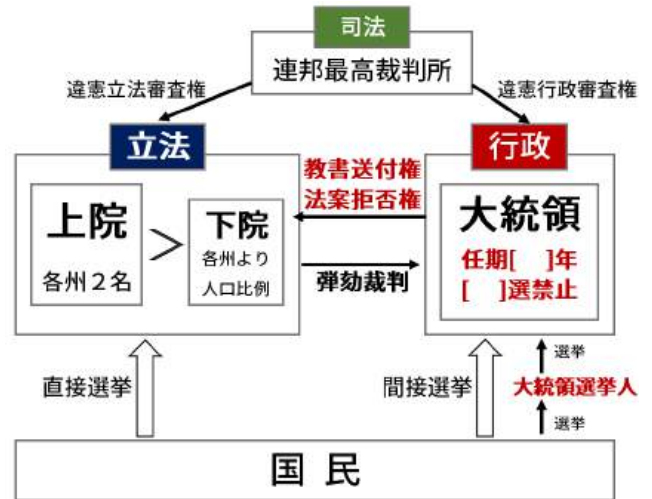 司法
連邦最高裁判所
違憲立法審査権
違憲行政審査権
立法
行政
教書送付権
法案拒否権
上院
各州２名
＞
下院
各州より
人口比例
大統領
任期[　]年
[　]選禁止
弾劾裁判
直接選挙
間接選挙
選挙
大統領選挙人
選挙
国民